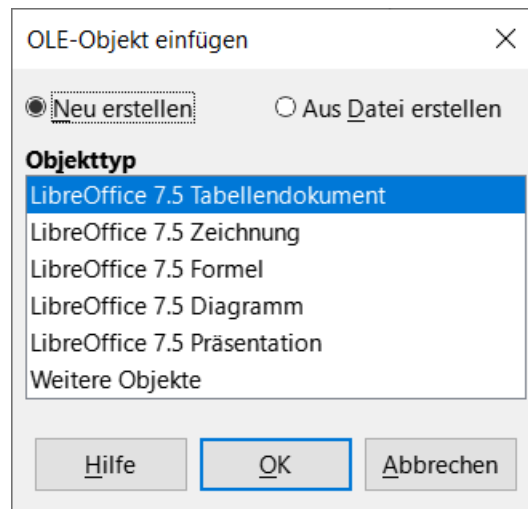 OLE-Objekt einfügen
Neu erstellen Aus Datei erstellen
Objekttyp
LibreOffice 7.5 Tabellendokument
LibreOffice 7.5 Zeichnung
LibreOffice 7.5 Formel
LibreOffice 7.5 Diagramm
LibreOffice 7.5 Präsentation
Weitere Objekte
Hilfe OK Abbrechen